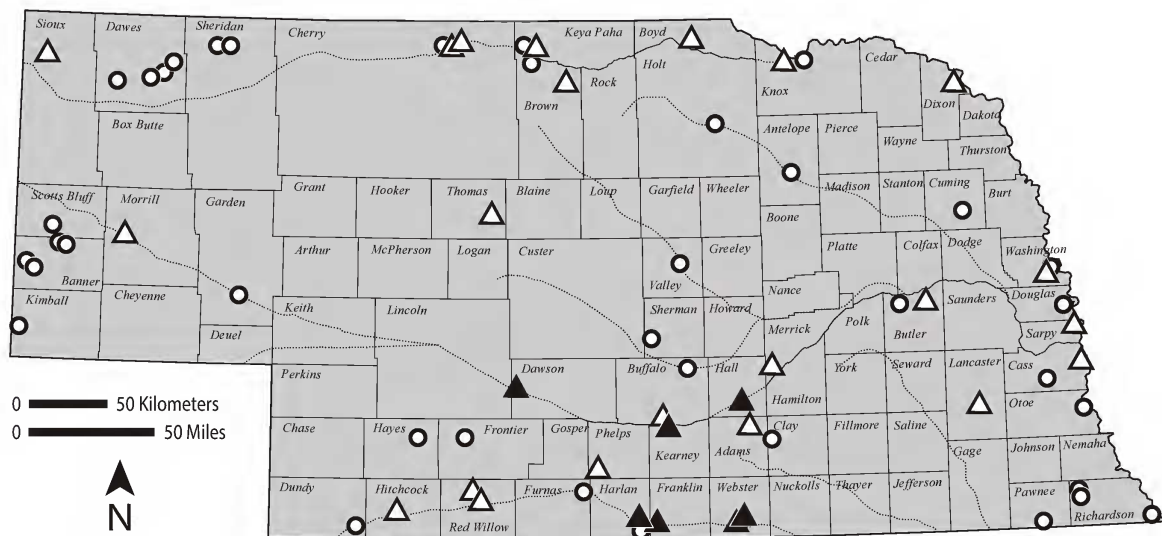 Sioux Dawes Sheridan Cherry Keya Paha Boyd
Holt Cedar
Rock Knox
Brown Dixon
Dakota
Box Butte Antelope Pierce
Wayne
Thurston
Grant Hooker Thomas Blaine Loup Garfield Wheeler Madison Stanton Cuming
Scotts Bluff Morrill Garden Burt
Boone
Arthur McPherson Logan Custer Greeley Platte Colfax Dodge Washington
Banner Valley
Kimball Cheyenne Keith Lincoln Sherman Howard Nance Saunders Douglas
Merrick Polk Butler Sarpy
Deuel
Perkins Dawson Buffalo Hall York Seward Lancaster Cass
0 50 Kilometers
Hamilton Otoe
0 50 Miles
Chase Hayes Frontier Gosper Phelps Kearney Adams Clay Fillmore Saline
Gage Johnson Nemaha
Dundy Hitchcock Furnas Harlan Franklin Webster Nuckolls Thayer Jefferson Pawnee
Red Willow Richardson
N